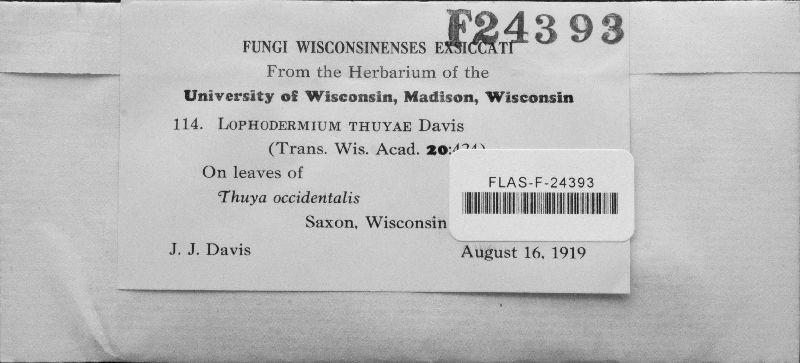 F24393
FUNGI WISCONSINENSES EXSICCATI
From the Herbarium of the
University of Wisconsin, Madison, Wisconsin
114. LOPHODERMIUM THUYAE Davis
(Trans. Wis. Acad. 20:424)
On leaves of
Thuya occidentalis
FLAS-F-24393
Saxon, Wisconsin
J. J. Davis
August 16, 1919